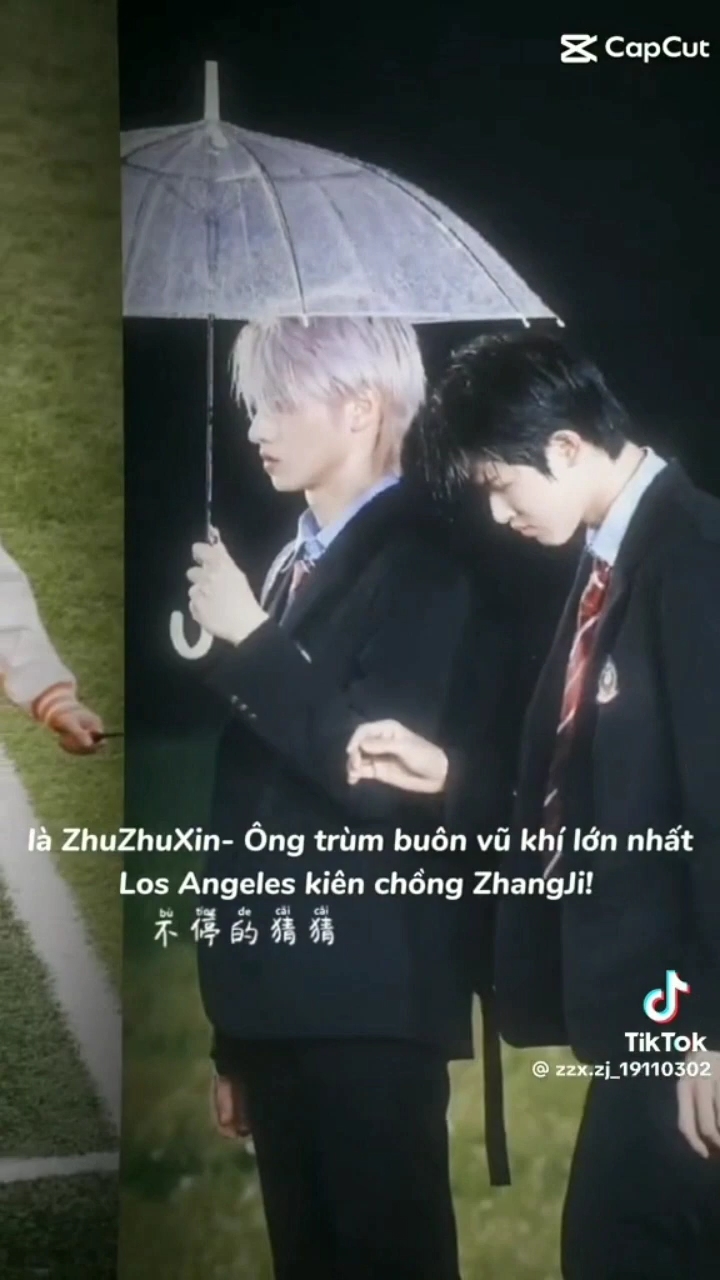 CapCut
là ZhuZhuXin- Ông trùm buôn vũ khí lớn nhất
Los Angeles kiên chồng ZhangJi!
bù tíng de cāi cāi
不停的猜猜
TikTok
@ zzx.zj_19110302